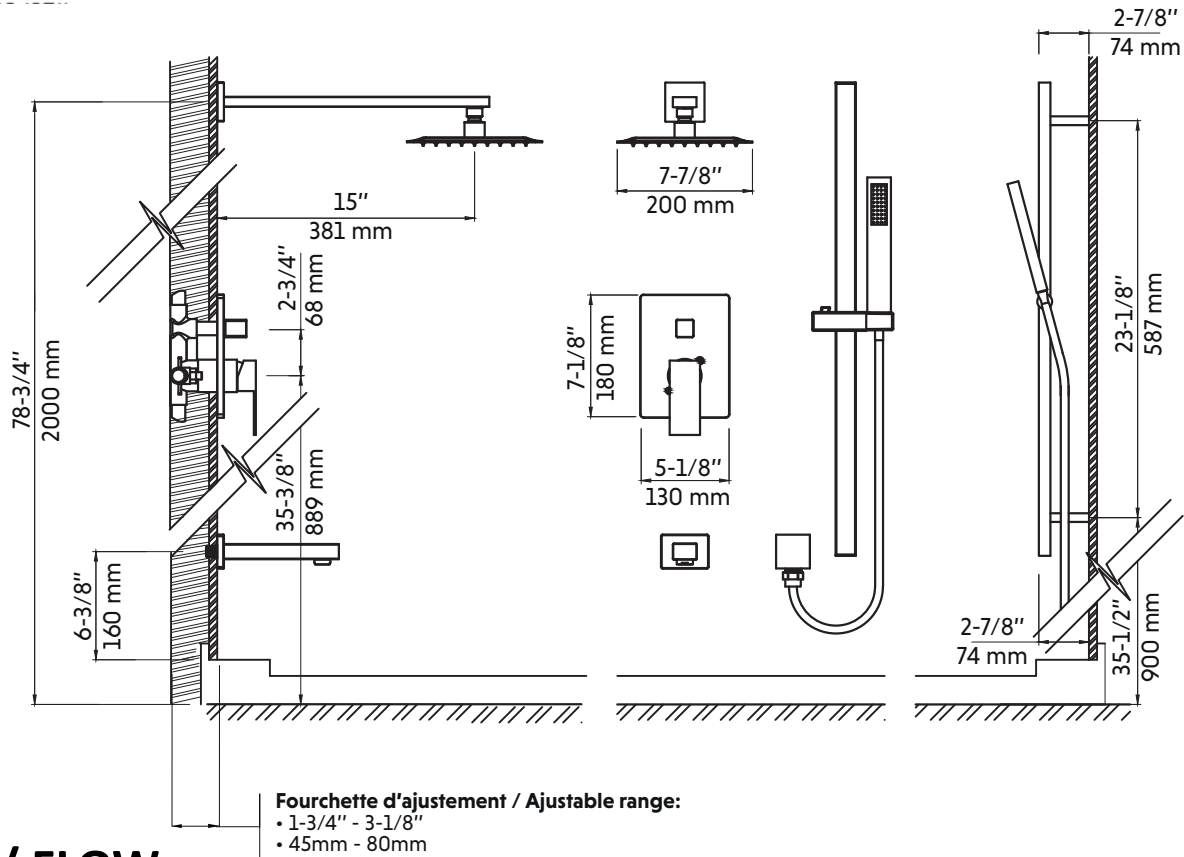 2-7/8"
74 mm
7-7/8"
200 mm
15"
381 mm
2-3/4"
68 mm
23-1/8"
587 mm
7-1/8"
180 mm
78-3/4"
2000 mm
5-1/8"
130 mm
35-3/8"
889 mm
6-3/8"
160 mm
2-7/8"
74 mm
35-1/2"
900 mm
Fourchette d'ajustement / Ajustable range:
• 1-3/4" - 3-1/8"
• 45mm - 80mm